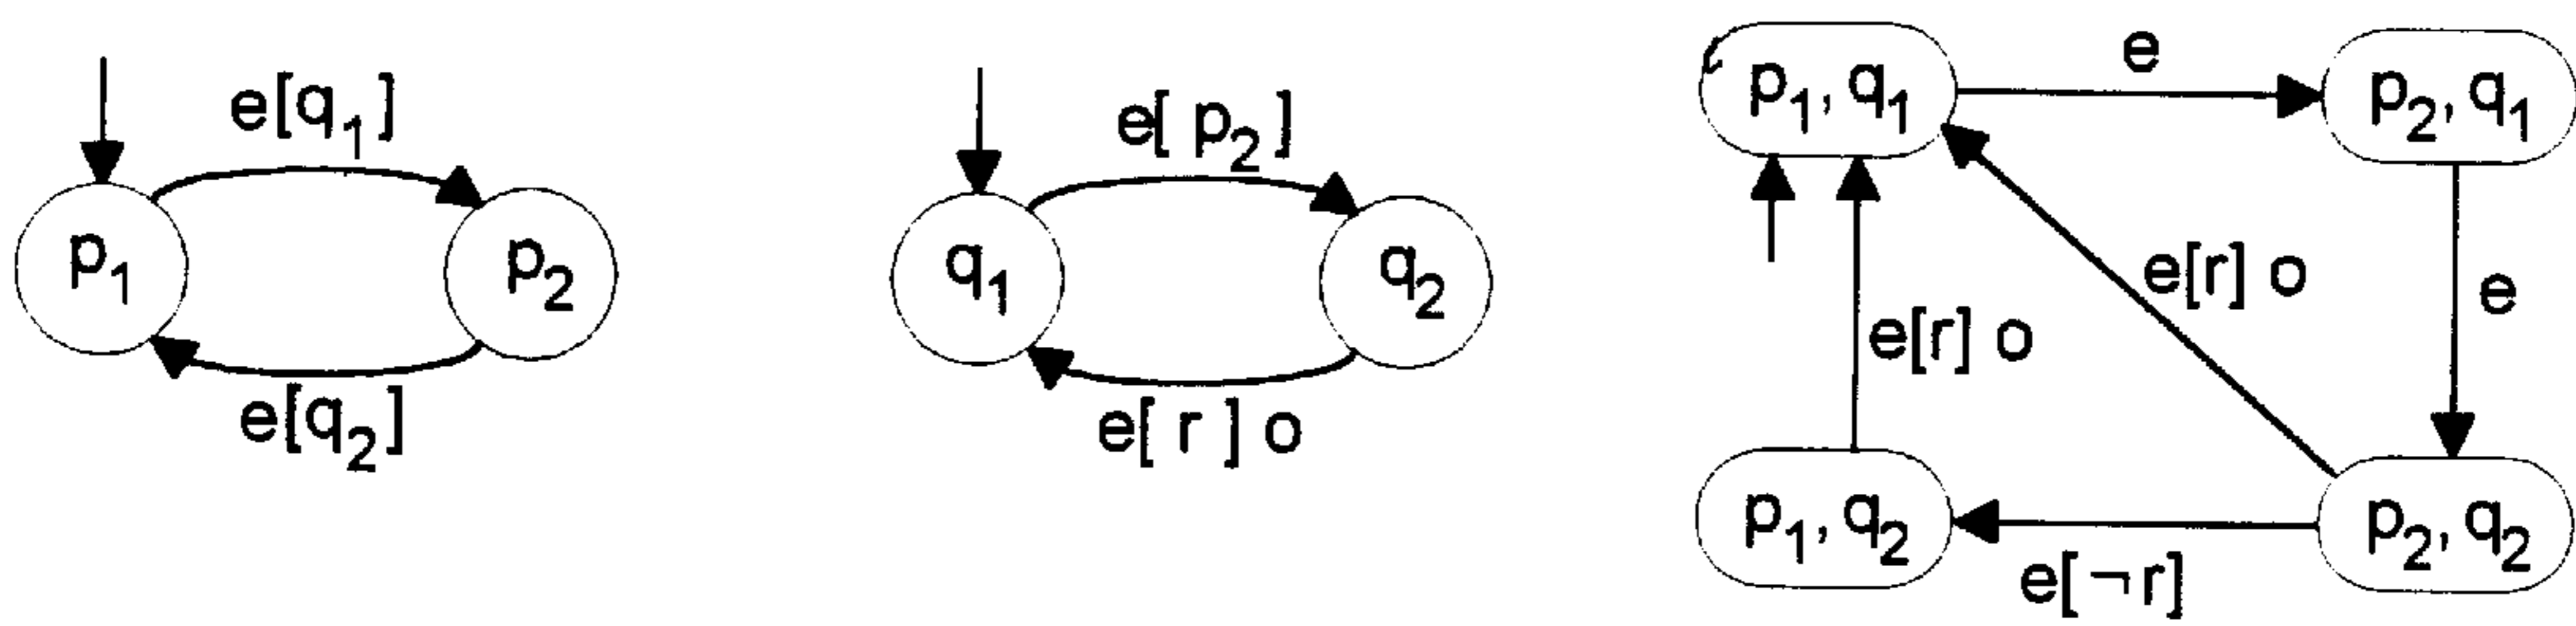 e[q₁]
p₁
p₂
e[q₂]
e[ p₂ ]
q₁
q₂
e[ r ] o
p₁, q₁
e
p₂, q₁
e[r] o
e[r] o
e
p₁, q₂
e[¬r]
p₂, q₂